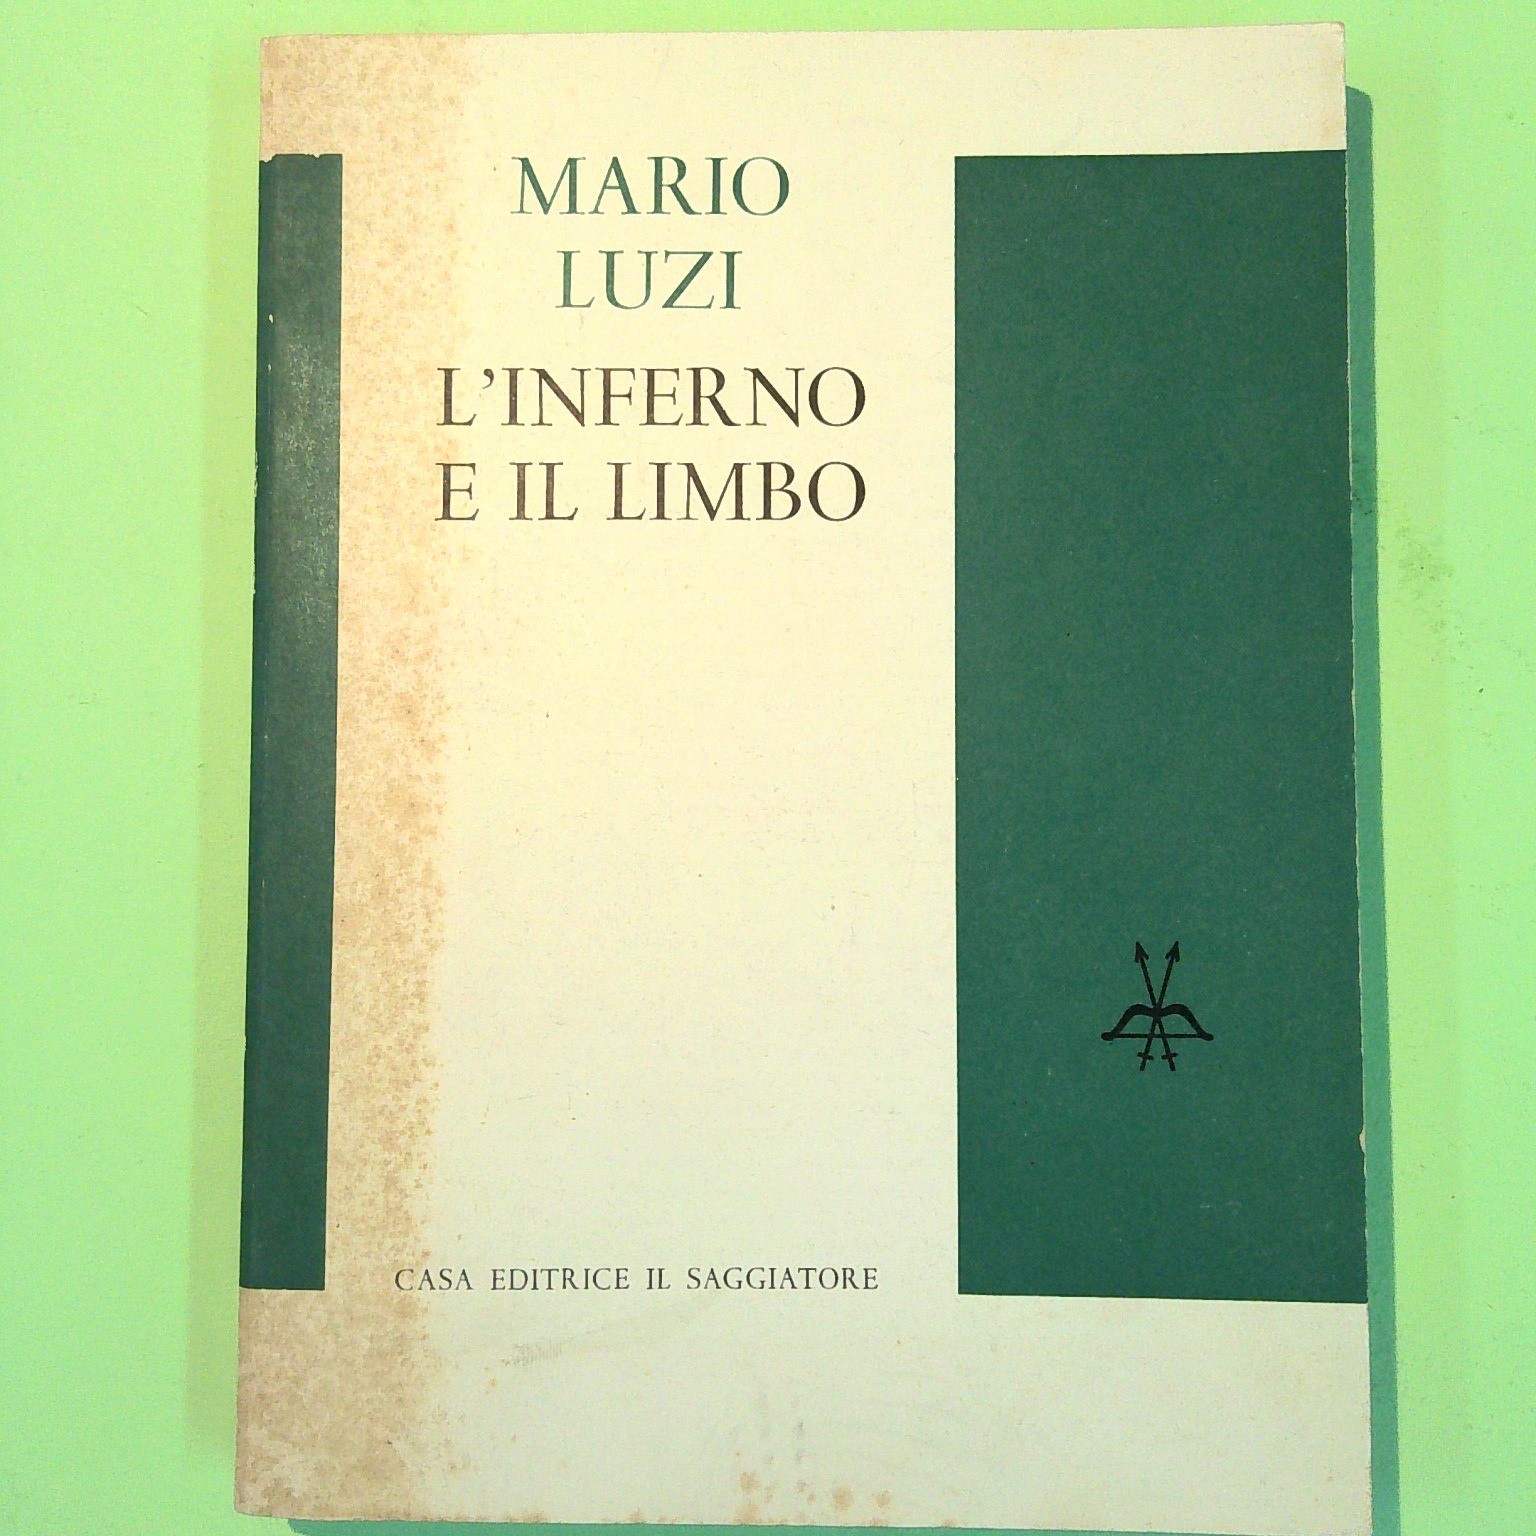 MARIO
LUZI
L'INFERNO
E IL LIMBO
CASA EDITRICE IL SAGGIATORE